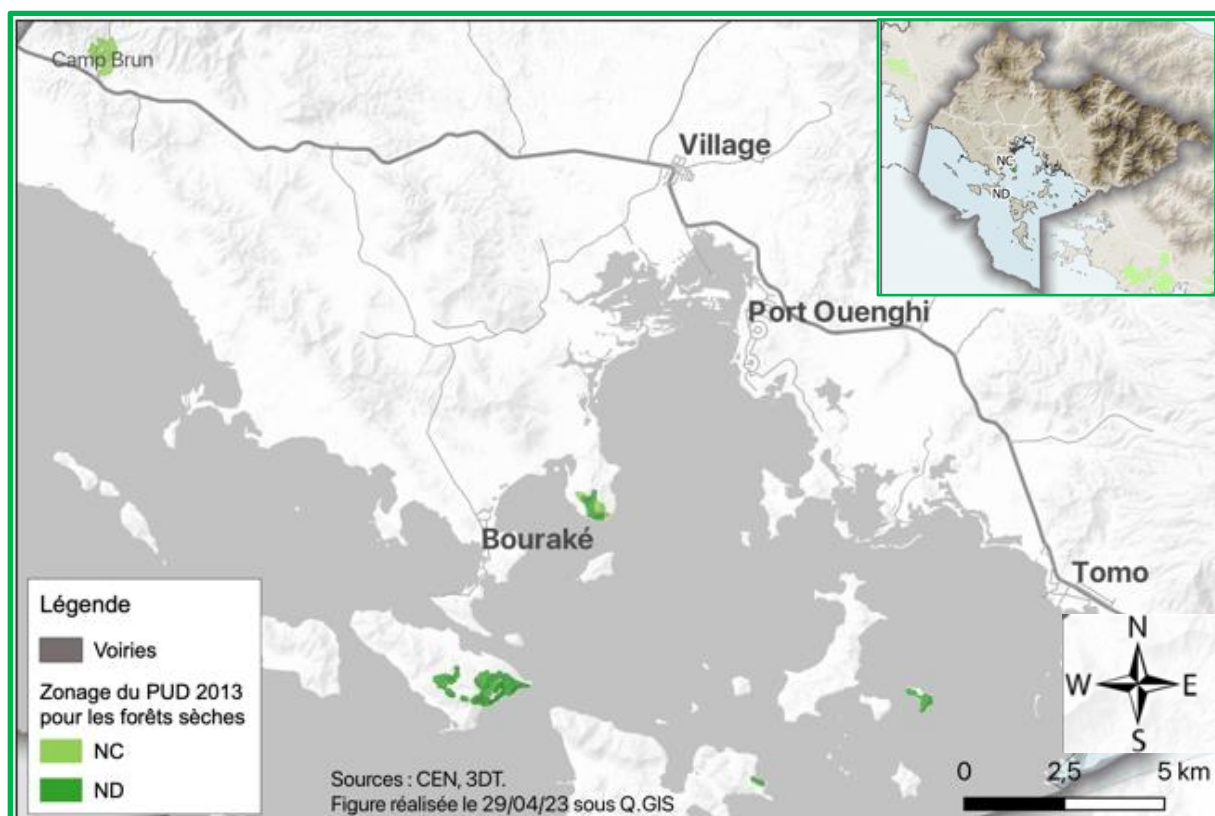 Camp Brun
Village
NC
ND
Port Ouenghi
Bouraké
Tomo
Légende
Voiries
Zonage du PUD 2013
pour les forêts sèches
NC
ND
Sources : CEN, 3DT.
Figure réalisée le 29/04/23 sous Q.GIS
N
W E
S
0 2,5 5 km